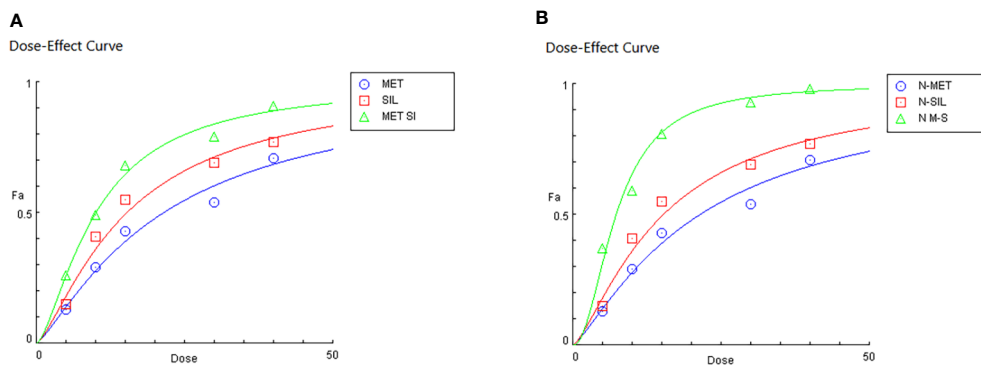 A
Dose-Effect Curve
1
Fa
0.5
0
0
Dose
50
MET
SIL
MET SI
B
Dose-Effect Curve
1
Fa
0.5
0
0
Dose
50
N-MET
N-SIL
N M-S